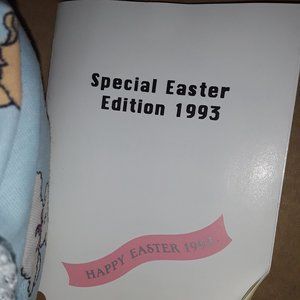 Special Easter
Edition 1993
HAPPY EASTER 1993